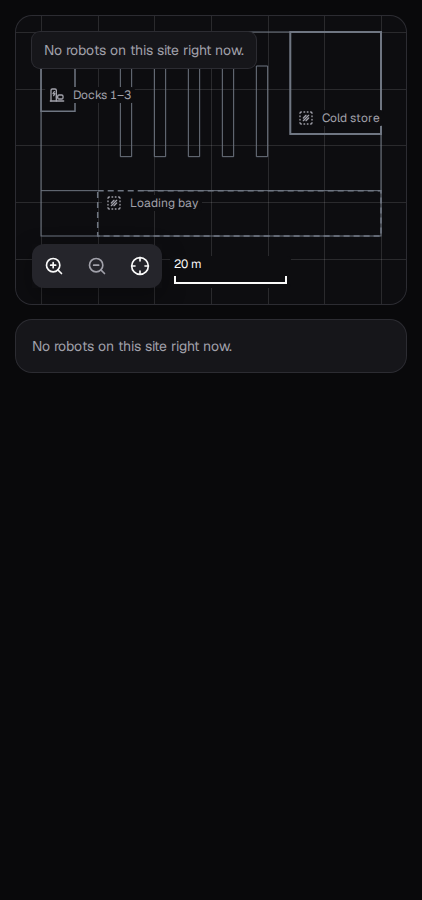 No robots on this site right now.
Docks 1–3
Cold store
Loading bay
20 m
No robots on this site right now.